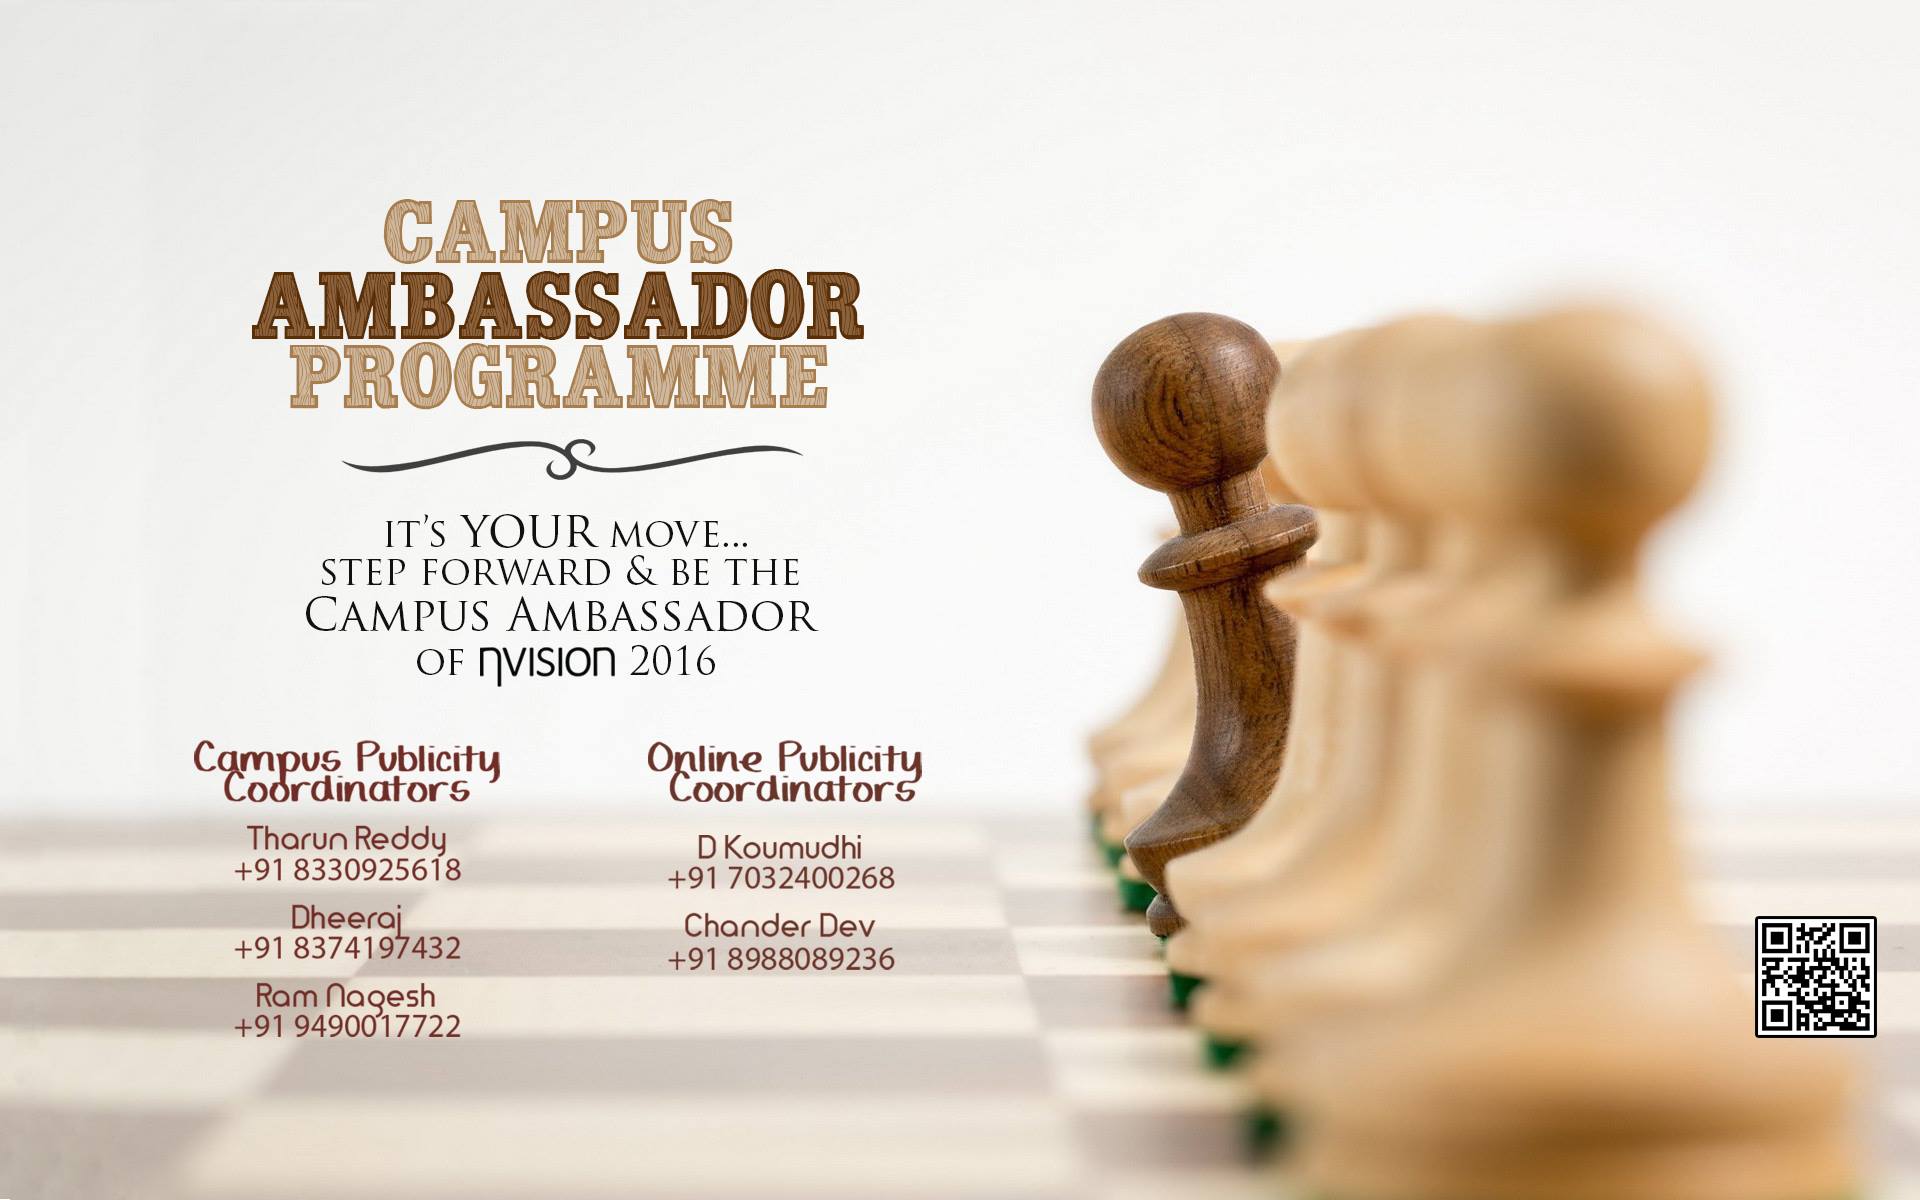 CAMPUS
AMBASSADOR
PROGRAMME
IT'S YOUR MOVE...
STEP FORWARD & BE THE
CAMPUS AMBASSADOR
OF ηVISION 2016
Campus Publicity
Coordinators
Tharun Reddy
+91 8330925618
Dheeraj
+91 8374197432
Ram Nagesh
+91 9490017722
Online Publicity
Coordinators
D Koumudhi
+91 7032400268
Chander Dev
+91 8988089236